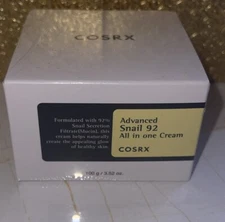 COSRX
Formulated with 92%
Snail Secretion
Filtrate(Mucin), this
cream helps naturally
create the appealing glow
of healthy skin.
Advanced
Snail 92
All in one Cream
COSRX
100 g / 3.52 oz.